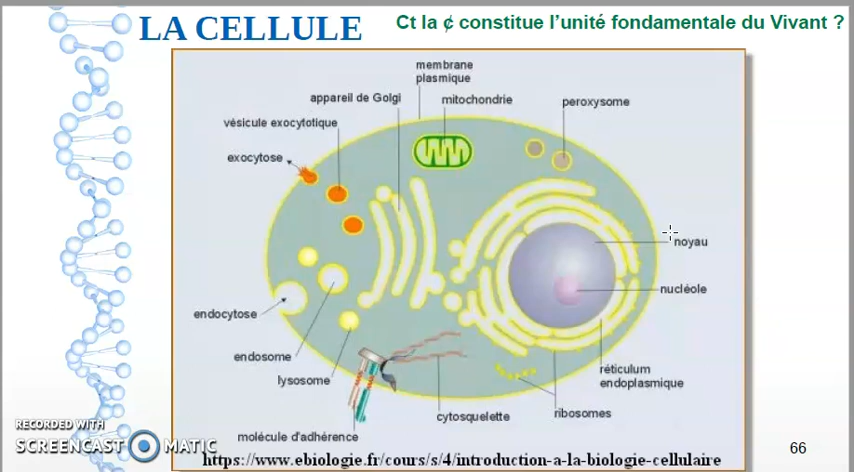 LA CELLULE
Ct la ¢ constitue l’unité fondamentale du Vivant ?
membrane
plasmique
appareil de Golgi
mitochondrie
peroxysome
vésicule exocytotique
exocytose
noyau
nucléole
endocytose
endosome
lysosome
réticulum
endoplasmique
cytosquelette
ribosomes
molécule d'adhérence
https://www.ebiologie.fr/cours/s/4/introduction-a-la-biologie-cellulaire
66
RECORDED WITH
SCREENCAST MATIC